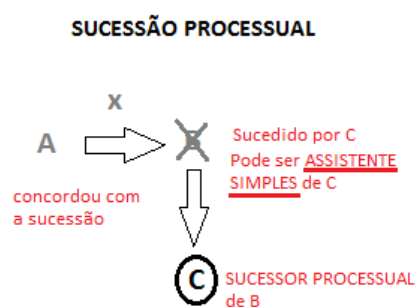 SUCESSÃO PROCESSUAL
x
A
B
Sucedido por C
Pode ser ASSISTENTE
SIMPLES de C
concordou com
a sucessão
C
SUCESSOR PROCESSUAL
de B